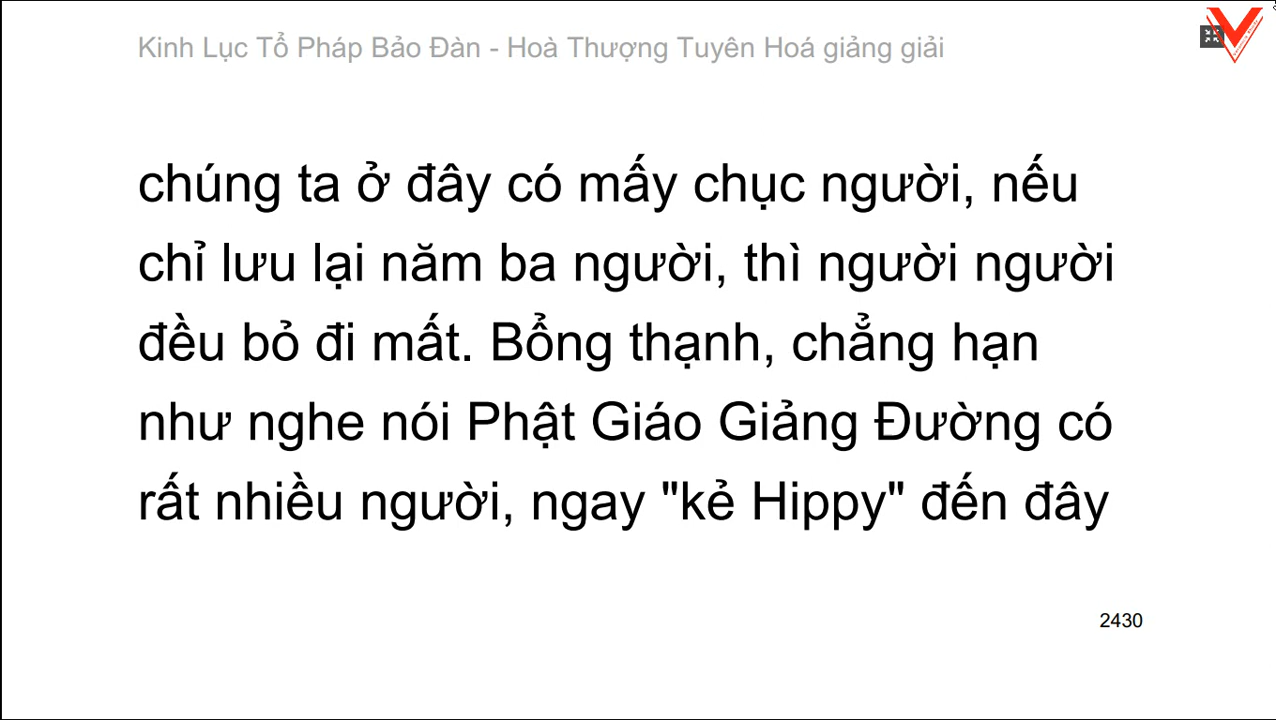 Kinh Lục Tổ Pháp Bảo Đàn - Hoà Thượng Tuyên Hoá giảng giải
chúng ta ở đây có mấy chục người, nếu
chỉ lưu lại năm ba người, thì người người
đều bỏ đi mất. Bổng thạnh, chẳng hạn
như nghe nói Phật Giáo Giảng Đường có
rất nhiều người, ngay "kẻ Hippy" đến đây
2430